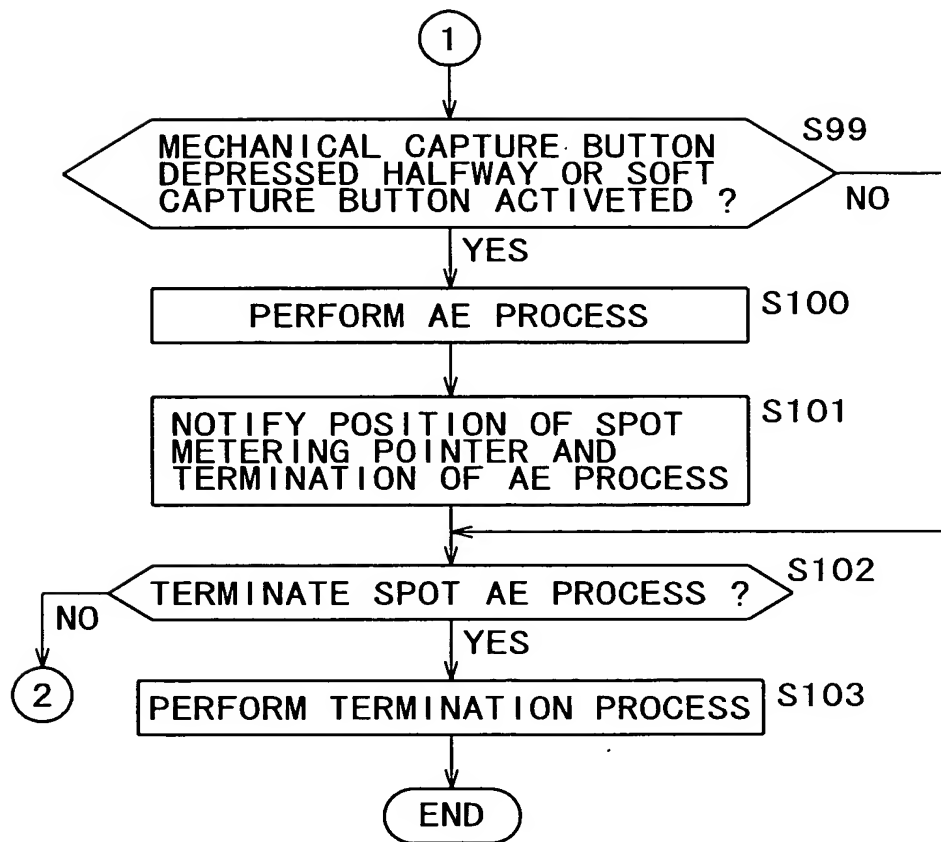 1
MECHANICAL CAPTURE BUTTON
DEPRESSED HALFWAY OR SOFT
CAPTURE BUTTON ACTIVETED ?
S99
NO
YES
PERFORM AE PROCESS
S100
NOTIFY POSITION OF SPOT
METERING POINTER AND
TERMINATION OF AE PROCESS
S101
TERMINATE SPOT AE PROCESS ?
S102
NO
YES
2
PERFORM TERMINATION PROCESS
S103
END